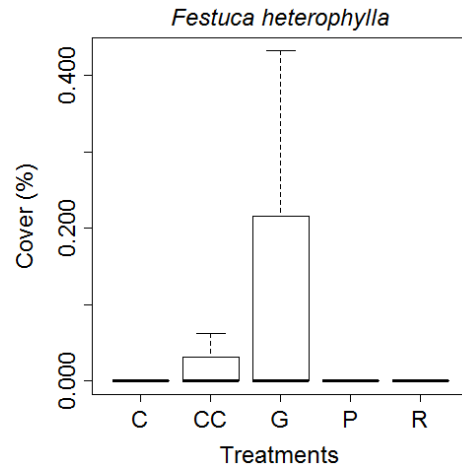 Festuca heterophylla
Cover (%)
0.400
0.200
0.000
C CC G P R
Treatments